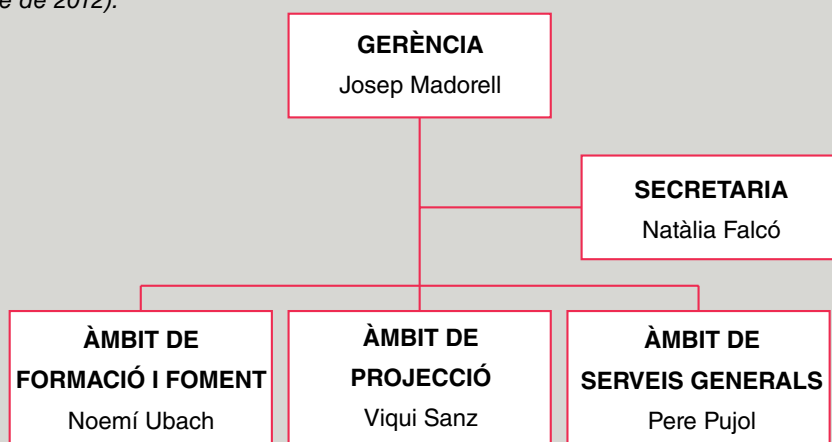 de 2012).
GERÈNCIA
Josep Madorell
SECRETARIA
Natàlia Falcó
ÀMBIT DE
FORMACIÓ I FOMENT
Noemí Ubach
ÀMBIT DE
PROJECCIÓ
Viqui Sanz
ÀMBIT DE
SERVEIS GENERALS
Pere Pujol